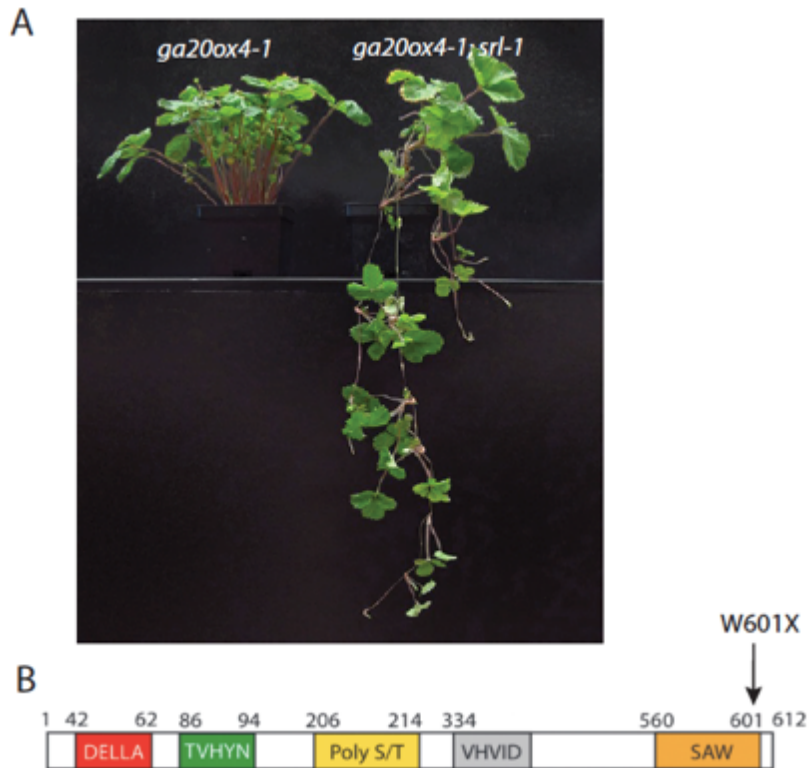 A
ga20ox4-1 ga20ox4-1; srl-1
W601X
B
1 42 62 86 94 206 214 334 560 601 612
DELLA TVHYN Poly S/T VHVID SAW